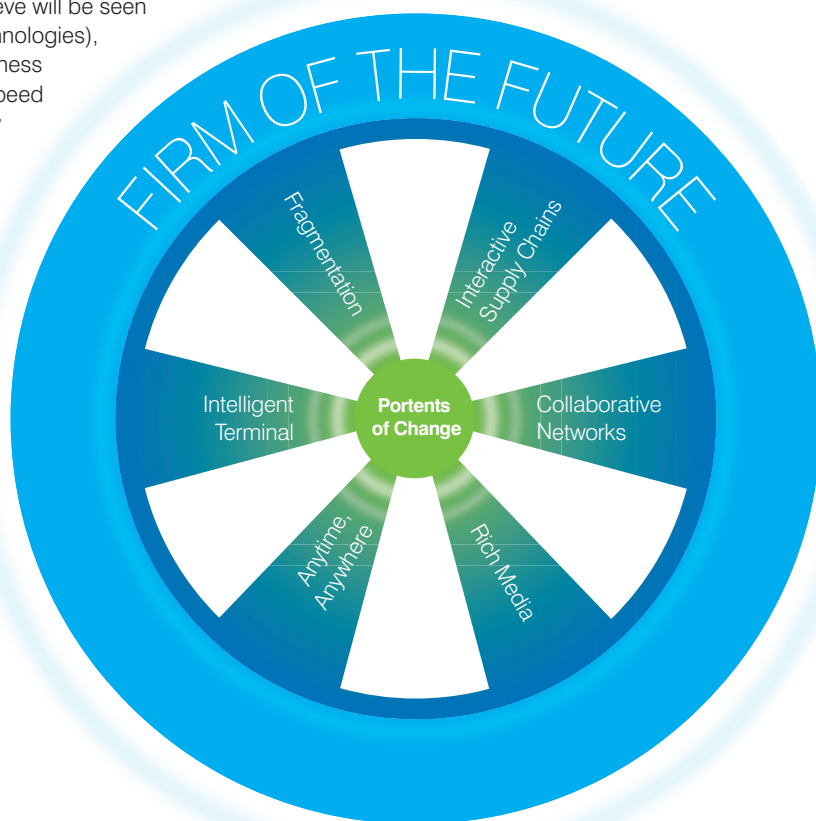 eve will be seen
nnologies),
ness
peed
FIRM OF THE FUTURE
Fragmentation
Interactive
Supply Chains
Intelligent
Terminal
Portents
of Change
Collaborative
Networks
Anytime,
Anywhere
Rich Media